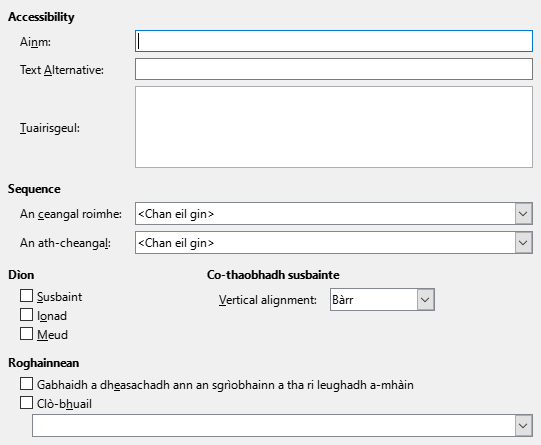 Accessibility
Ainm:
Text Alternative:
Tuairisgeul:
Sequence
An ceangal roimhe: <Chan eil gin>
An ath-cheangal: <Chan eil gin>
Dìon Co-thaobhadh susbainte
Susbaint Vertical alignment: Bàrr
Ionad
Meud
Roghainnean
Gabhaidh a dheasachadh ann an sgrìobhainn a tha ri leughadh a-mhàin
Clò-bhuail